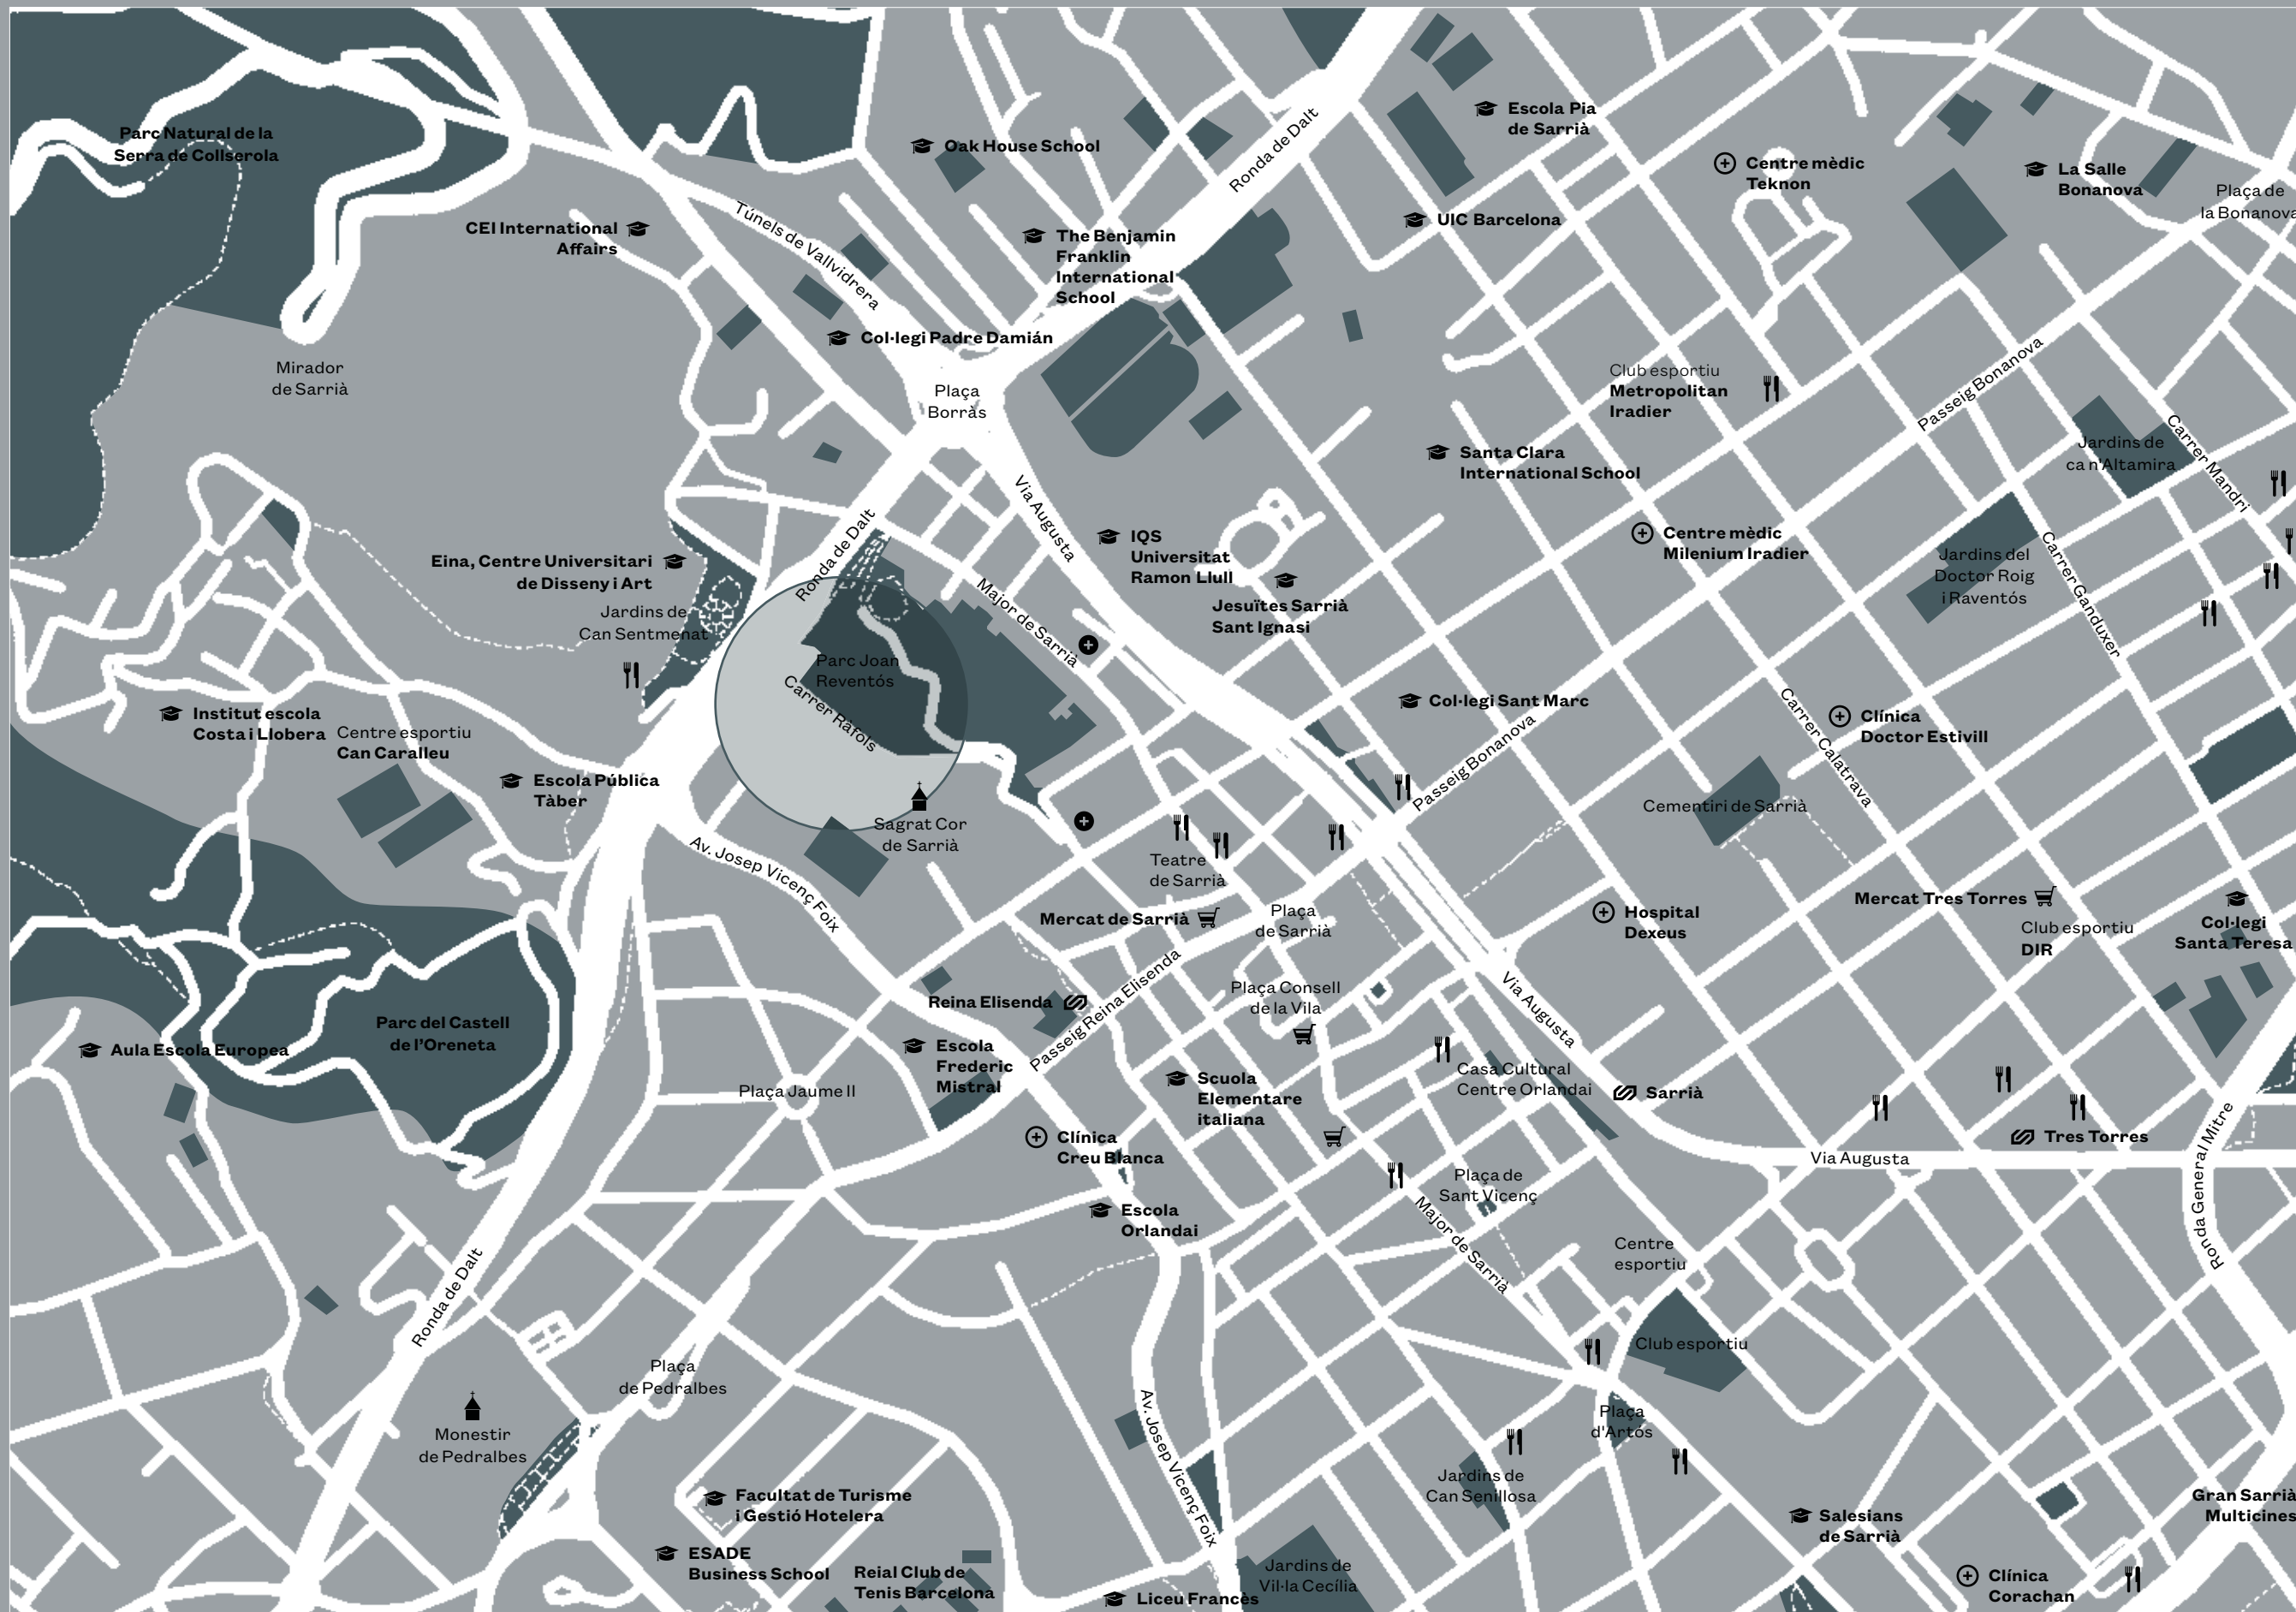 Parc Natural de la
Serra de Collserola
Mirador
de Sarrià
CEI International
Affairs
Túnels de Vallvidrera
Oak House School
The Benjamin
Franklin
International
School
Col·legi Padre Damián
Plaça
Borràs
Ronda de Dalt
Escola Pia
de Sarrià
UIC Barcelona
Centre mèdic
Teknon
La Salle
Bonanova
Plaça de
la Bonanova
Club esportiu
Metropolitan
Iradier
Passeig Bonanova
Santa Clara
International School
Jardins de
ca n'Altamira
Carrer Mandri
Centre mèdic
Milenium Iradier
Jardins del
Doctor Roig
i Raventós
Carrer Ganduxer
Via Augusta
IQS
Universitat
Ramon Llull
Jesuïtes Sarrià
Sant Ignasi
Eina, Centre Universitari
de Disseny i Art
Jardins de
Can Sentmenat
Ronda de Dalt
Major de Sarrià
Parc Joan
Reventós
Carrer Ràfols
Institut escola
Costa i Llobera
Centre esportiu
Can Caralleu
Escola Pública
Tàber
Sagrat Cor
de Sarrià
Av. Josep Vicenç Foix
Col·legi Sant Marc
Passeig Bonanova
Carrer Calatrava
Clínica
Doctor Estivill
Cementiri de Sarrià
Teatre
de Sarrià
Mercat de Sarrià
Plaça
de Sarrià
Hospital
Dexeus
Mercat Tres Torres
Club esportiu
DIR
Col·legi
Santa Teresa
Reina Elisenda
Passeig Reina Elisenda
Plaça Consell
de la Vila
Via Augusta
Aula Escola Europea
Parc del Castell
de l'Oreneta
Plaça Jaume II
Escola
Frederic
Mistral
Scuola
Elementare
italiana
Casa Cultural
Centre Orlandai
Sarrià
Tres Torres
Via Augusta
Ronda General Mitre
Clínica
Creu Blanca
Escola
Orlandai
Plaça de
Sant Vicenç
Major de Sarrià
Centre
esportiu
Club esportiu
Ronda de Dalt
Plaça
de Pedralbes
Monestir
de Pedralbes
Av. Josep Vicenç Foix
Plaça
d'Artós
Jardins de
Can Senillosa
Facultat de Turisme
i Gestió Hotelera
ESADE
Business School
Reial Club de
Tenis Barcelona
Liceu Francès
Jardins de
Vil·la Cecília
Salesians
de Sarrià
Clínica
Corachan
Gran Sarrià
Multicines